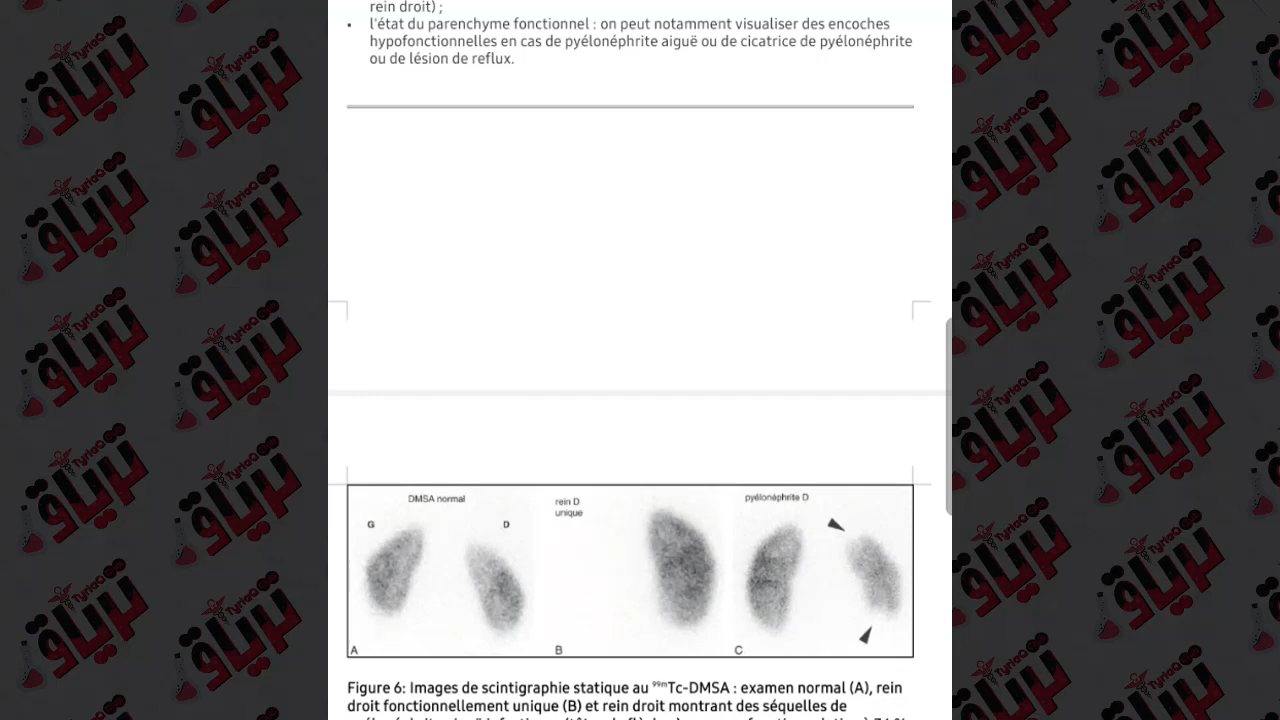 rein droit) ;
• l'état du parenchyme fonctionnel : on peut notamment visualiser des encoches
hypofonctionnelles en cas de pyélonéphrite aiguë ou de cicatrice de pyélonéphrite
ou de lésion de reflux.
DMSA normal
G
D
A
rein D
unique
B
pyélonéphrite D
C
Figure 6: Images de scintigraphie statique au ⁹⁹ᵐTc-DMSA : examen normal (A), rein
droit fonctionnellement unique (B) et rein droit montrant des séquelles de
ترياق
TyriaQ